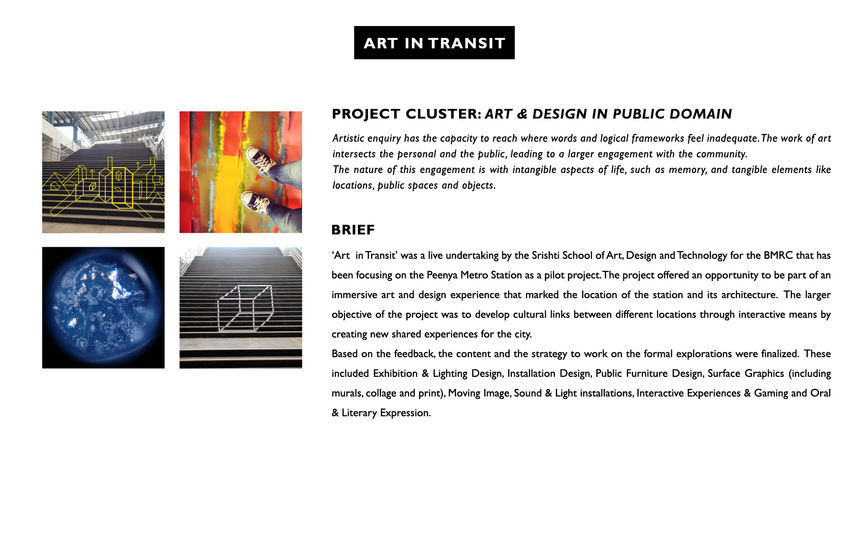 ART IN TRANSIT
PROJECT CLUSTER: ART & DESIGN IN PUBLIC DOMAIN
Artistic enquiry has the capacity to reach where words and logical frameworks feel inadequate. The work of art
intersects the personal and the public, leading to a larger engagement with the community.
The nature of this engagement is with intangible aspects of life, such as memory, and tangible elements like
locations, public spaces and objects.
BRIEF
‘Art in Transit’ was a live undertaking by the Srishti School of Art, Design and Technology for the BMRC that has
been focusing on the Peenya Metro Station as a pilot project. The project offered an opportunity to be part of an
immersive art and design experience that marked the location of the station and its architecture. The larger
objective of the project was to develop cultural links between different locations through interactive means by
creating new shared experiences for the city.
Based on the feedback, the content and the strategy to work on the formal explorations were finalized. These
included Exhibition & Lighting Design, Installation Design, Public Furniture Design, Surface Graphics (including
murals, collage and print), Moving Image, Sound & Light installations, Interactive Experiences & Gaming and Oral
& Literary Expression.